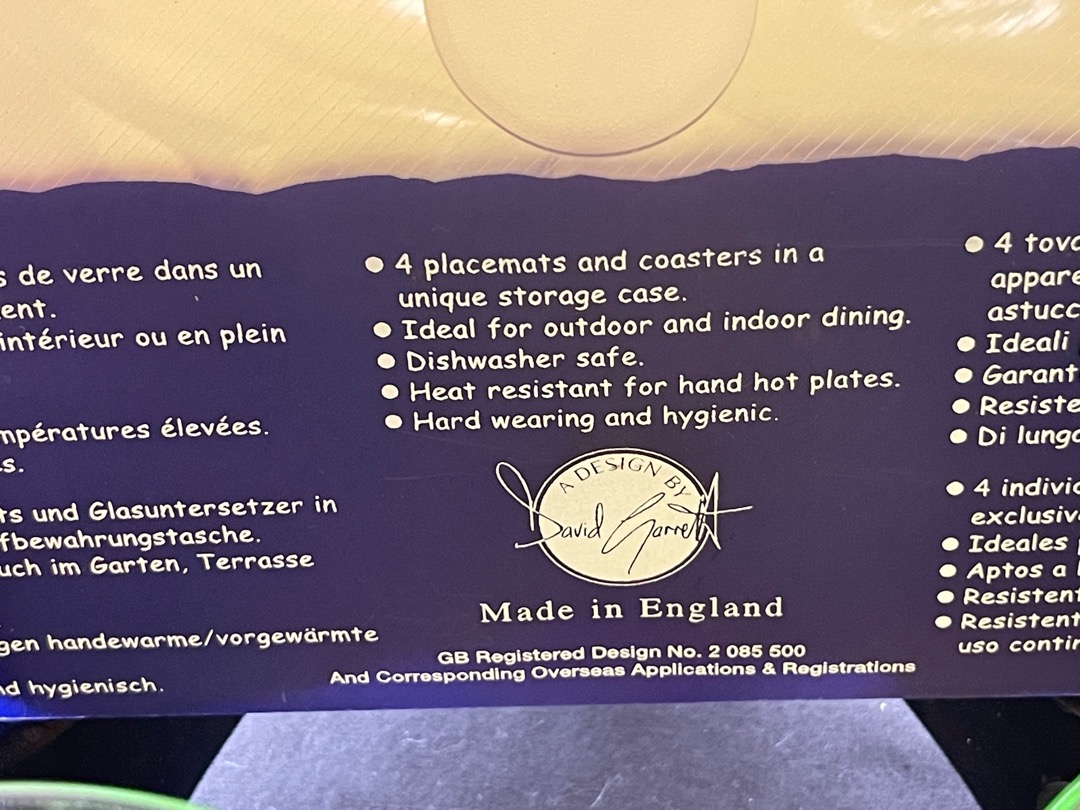 s de verre dans un
ent.
intérieur ou en plein
mpératures élevées.
s.
ts und Glasuntersetzer in
fbewahrungstasche.
uch im Garten, Terrasse
gen handewarme/vorgewärmte
nd hygienisch.
● 4 placemats and coasters in a
unique storage case.
● Ideal for outdoor and indoor dining.
● Dishwasher safe.
● Heat resistant for hand hot plates.
● Hard wearing and hygienic.
A DESIGN BY
David Garrett
Made in England
GB Registered Design No. 2 085 500
And Corresponding Overseas Applications & Registrations
● 4 tova
appare
astucc
● Ideali
● Garant
● Resiste
● Di lunga
● 4 individ
exclusiv
● Ideales
● Aptos a l
● Resistent
● Resistent
uso contin